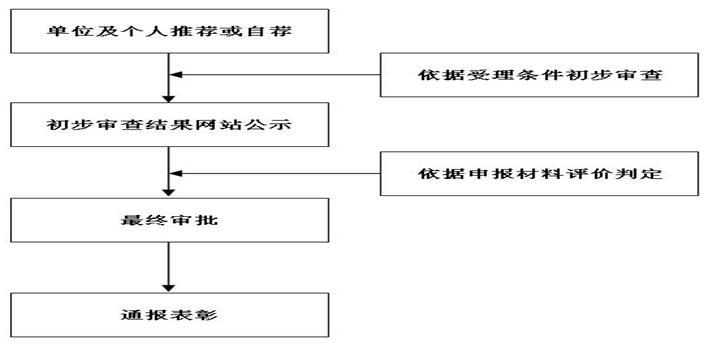 单位及个人推荐或自荐
依据受理条件初步审查
初步审查结果网站公示
依据申报材料评价判定
最终审批
通报表彰